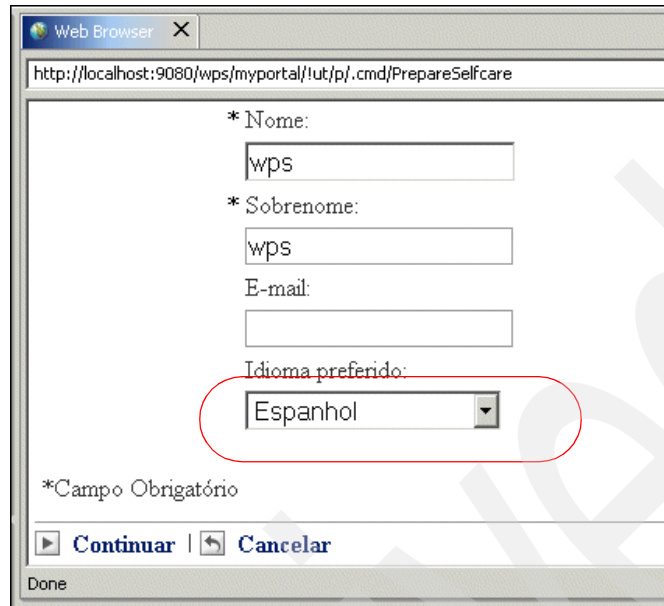 Web Browser
http://localhost:9080/wps/myportal/!ut/p/.cmd/PrepareSelfcare
* Nome:
wps
* Sobrenome:
wps
E-mail:
Idioma preferido:
Espanhol
*Campo Obrigatório
Continuar | Cancelar
Done